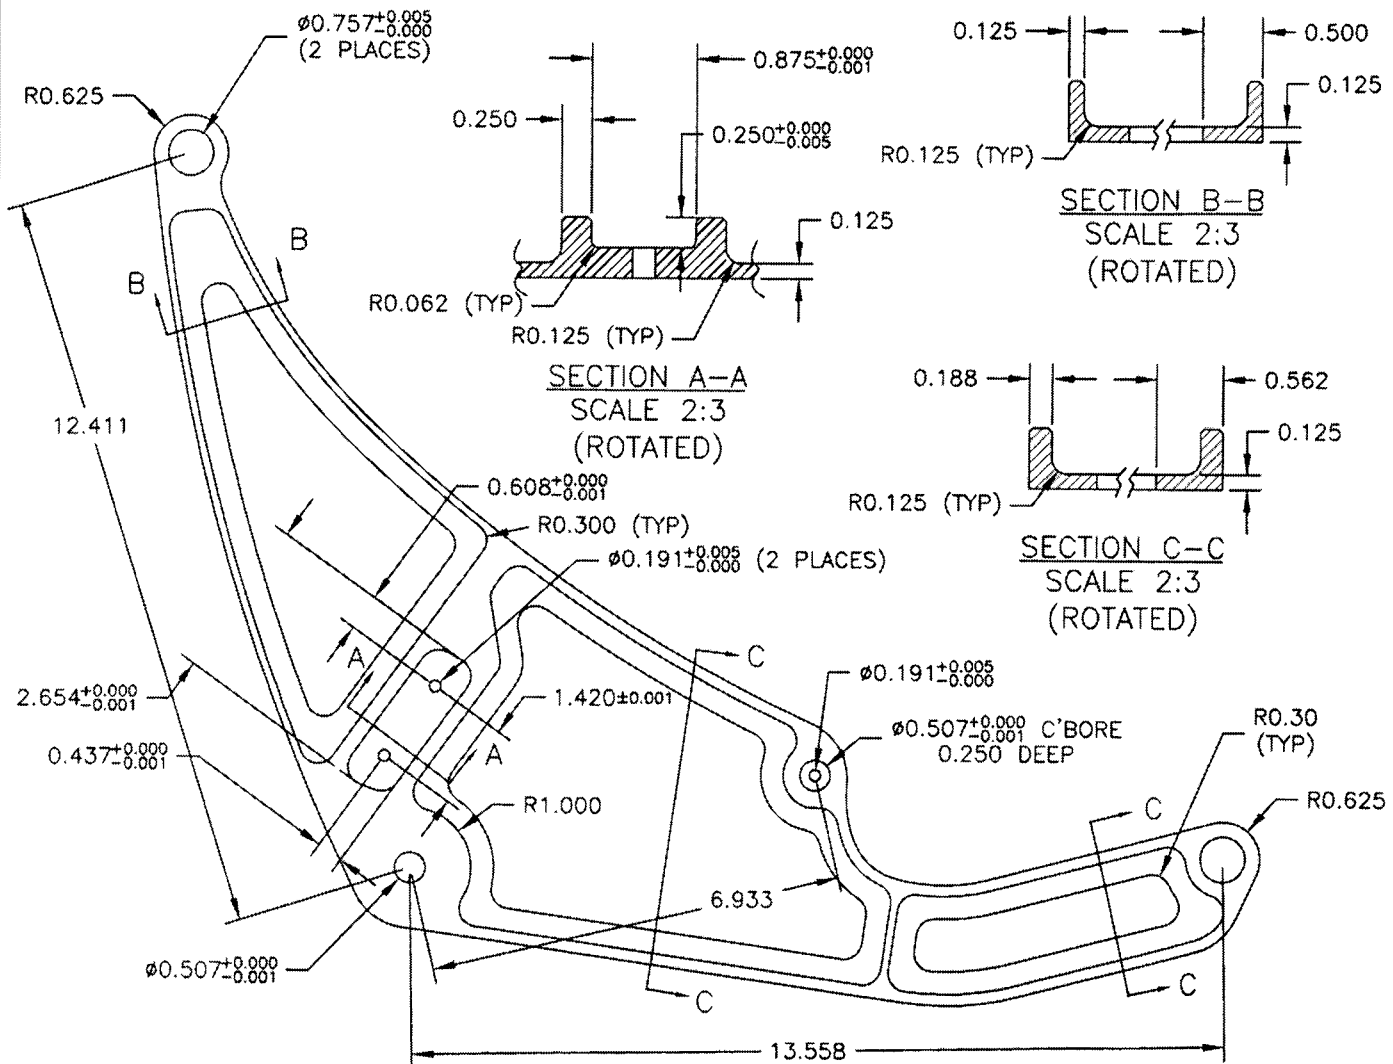 ø0.757+0.005
-0.000
(2 PLACES)
R0.625
0.875+0.000
-0.001
0.250
0.250+0.000
-0.005
0.125
R0.062 (TYP)
R0.125 (TYP)
SECTION A-A
SCALE 2:3
(ROTATED)
0.125
0.500
0.125
R0.125 (TYP)
SECTION B-B
SCALE 2:3
(ROTATED)
0.188
0.562
0.125
R0.125 (TYP)
SECTION C-C
SCALE 2:3
(ROTATED)
B
B
12.411
0.608+0.000
-0.001
R0.300 (TYP)
ø0.191+0.005
-0.000 (2 PLACES)
A
A
2.654+0.000
-0.001
1.420±0.001
0.437+0.000
-0.001
R1.000
C
ø0.191+0.005
-0.000
ø0.507+0.000
-0.001 C'BORE
0.250 DEEP
R0.30
(TYP)
R0.625
C
6.933
ø0.507+0.000
-0.001
C
C
13.558